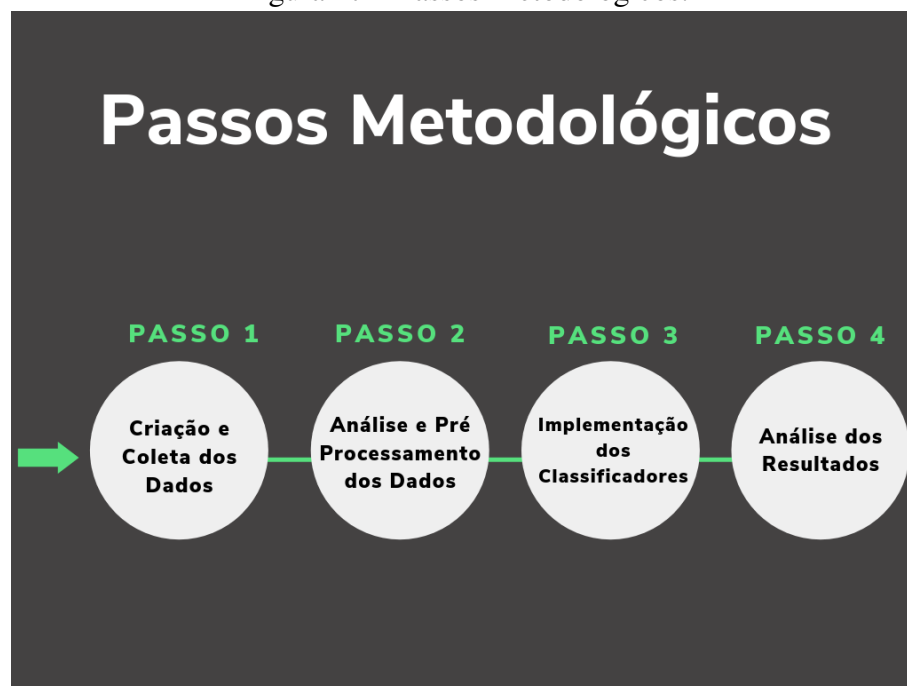 Passos Metodológicos
PASSO 1
Criação e
Coleta dos
Dados
PASSO 2
Análise e Pré
Processamento
dos Dados
PASSO 3
Implementação
dos
Classificadores
PASSO 4
Análise dos
Resultados